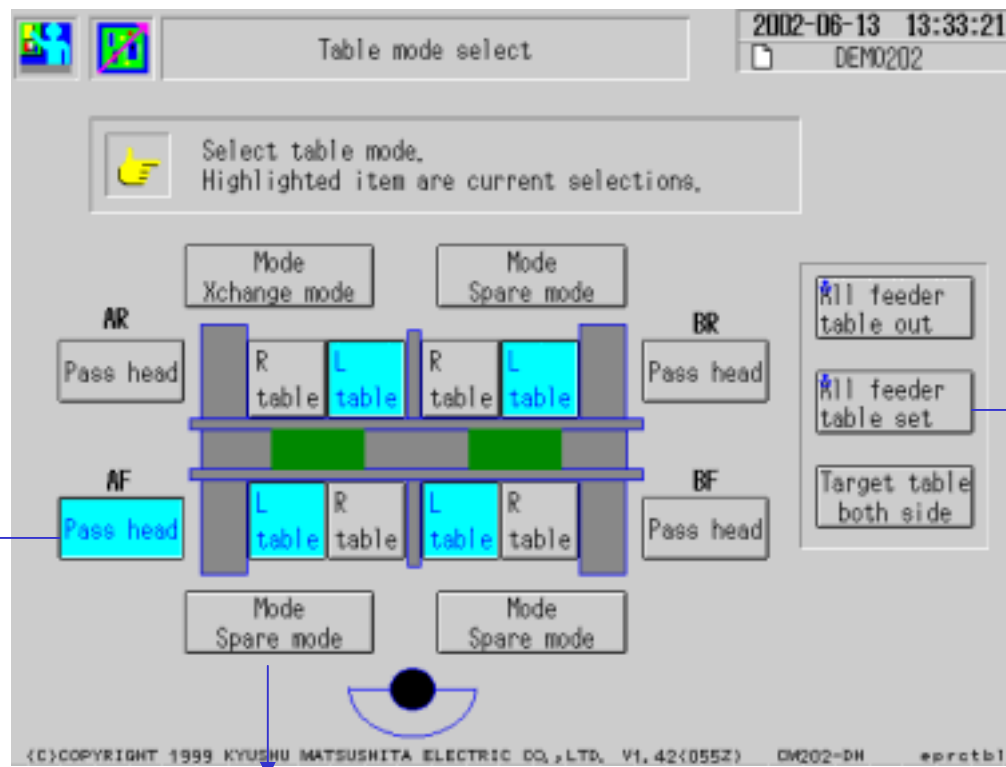 Table mode select
2002-06-13 13:33:21
DEMO202
Select table mode.
Highlighted item are current selections.
Mode
Xchange mode
Mode
Spare mode
AR
Pass head
R
table
L
table
R
table
L
table
BR
Pass head
All feeder
table out
All feeder
table set
Target table
both side
AF
Pass head
L
table
R
table
L
table
R
table
BF
Pass head
Mode
Spare mode
Mode
Spare mode
(C)COPYRIGHT 1999 KYUSHU MATSUSHITA ELECTRIC CO.,LTD. V1.42(055Z) CM202-DH eprctbl